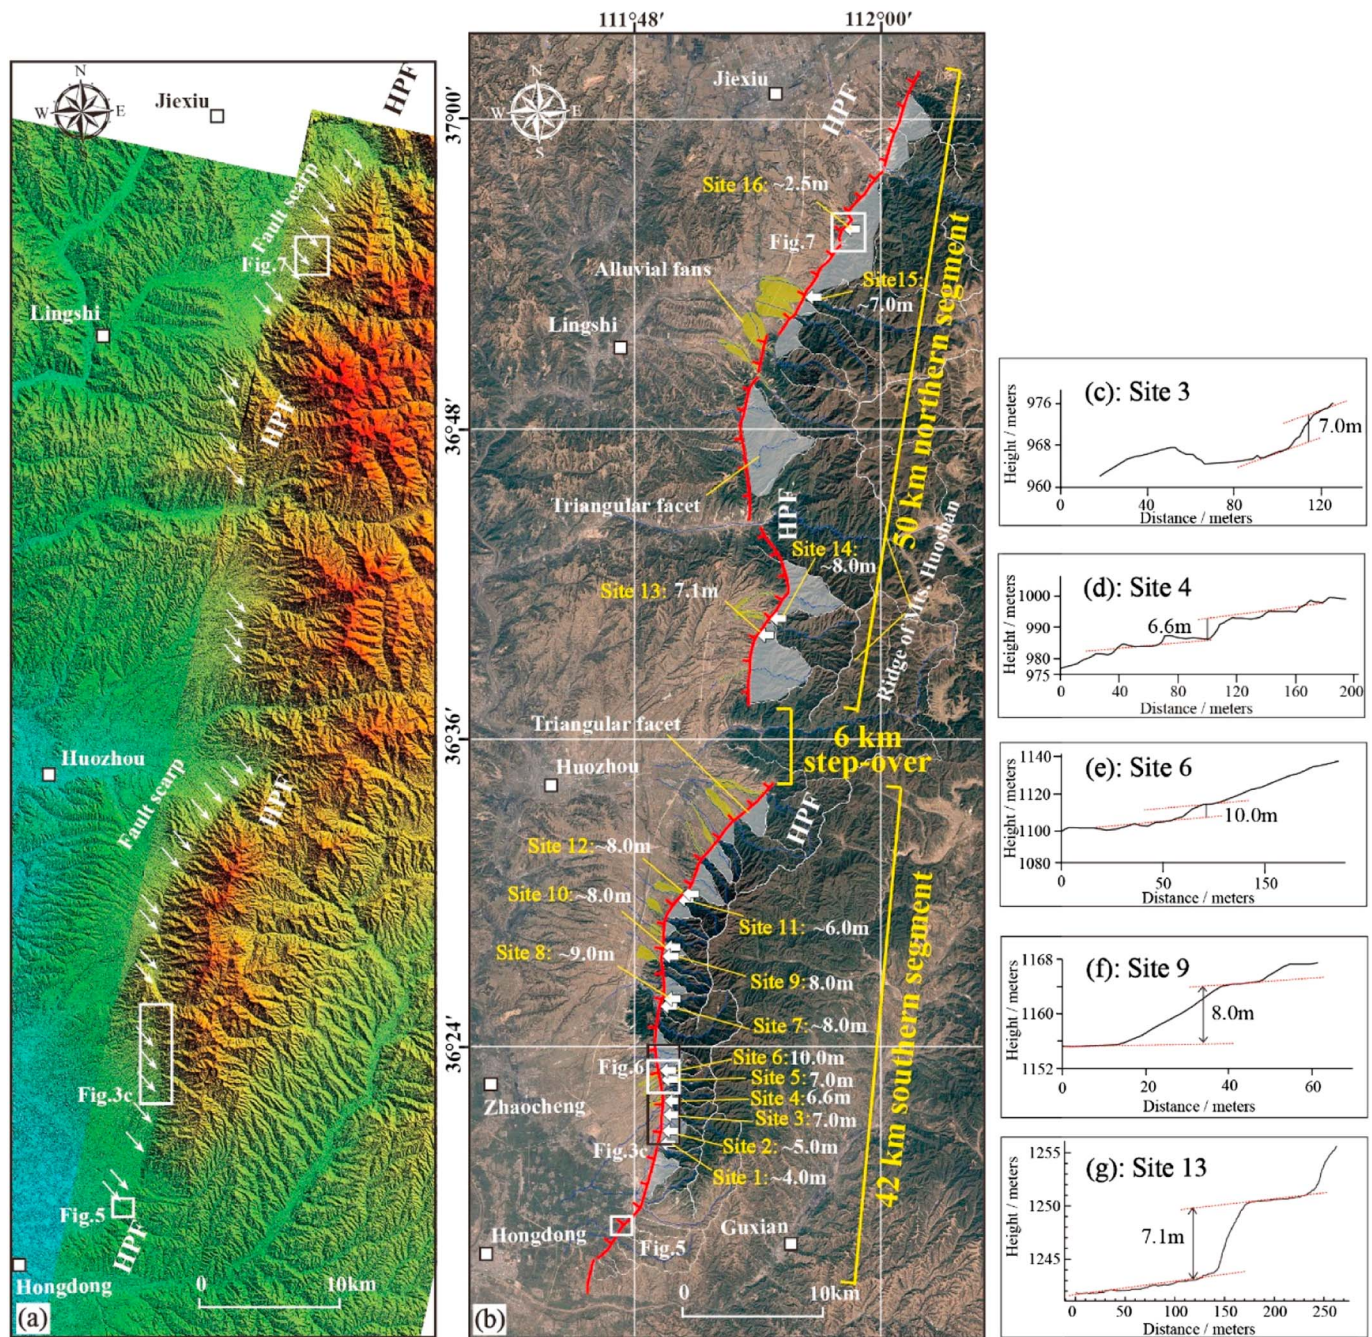 N
W E
Jiexiu
HPF
Fault scarp
Fig.7
Lingshi
HPF
Huozhou
Fault scarp
HPF
Fig.3c
Fig.5
HPF
Hongdong
0 10km
(a)
111°48′ 112°00′
37°00′
36°48′
36°36′
36°24′
N
W E
S
Jiexiu
HPF
Site 16: ~2.5m
Fig.7
Alluvial fans
Site15:
~7.0m
Lingshi
50 km northern segment
Triangular facet
HPF
Site 14:
~8.0m
Site 13: 7.1m
Ridge of Mts. Huoshan
Triangular facet
6 km
step-over
Huozhou
HPF
Site 12: ~8.0m
Site 10: ~8.0m
Site 11: ~6.0m
Site 8: ~9.0m
Site 9: 8.0m
Site 7: ~8.0m
42 km southern segment
Fig.6
Site 6: 10.0m
Site 5: 7.0m
Site 4: 6.6m
Site 3: 7.0m
Site 2: ~5.0m
Site 1: ~4.0m
Zhaocheng
Fig.3c
Hongdong
Fig.5
Guxian
0 10km
(b)
(c): Site 3
Height / meters
976
968
960
7.0m
0 40 80 120
Distance / meters
(d): Site 4
Height / meters
1000
990
980
975
6.6m
0 40 80 120 160 200
Distance / meters
(e): Site 6
Height / meters
1140
1120
1100
1080
10.0m
0 50 150
Distance / meters
(f): Site 9
Height / meters
1168
1160
1152
8.0m
0 20 40 60
Distance / meters
(g): Site 13
Height / meters
1255
1250
1245
7.1m
0 50 100 150 200 250
Distance / meters